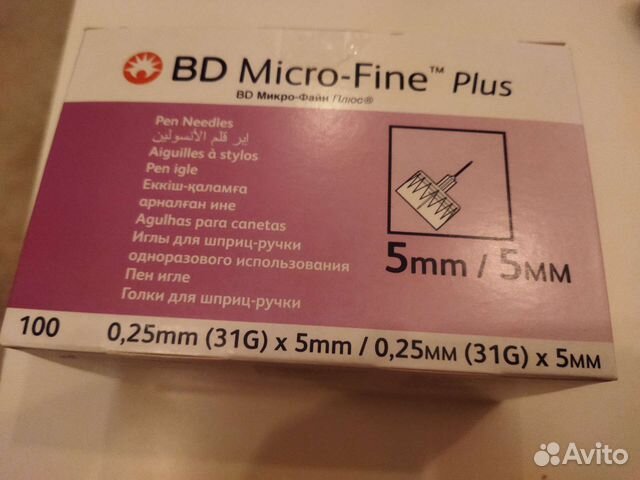 BD Micro-Fine™ Plus
BD Микро-Файн Плюс®
Pen Needles
إبر قلم الأنسولين
Aiguilles à stylos
Pen igle
Еккіш-қаламға
арналған ине
Agulhas para canetas
Иглы для шприц-ручки
одноразового использования
Пен игле
Голки для шприц-ручки
5mm / 5мм
100 0,25mm (31G) x 5mm / 0,25мм (31G) x 5мм
Avito